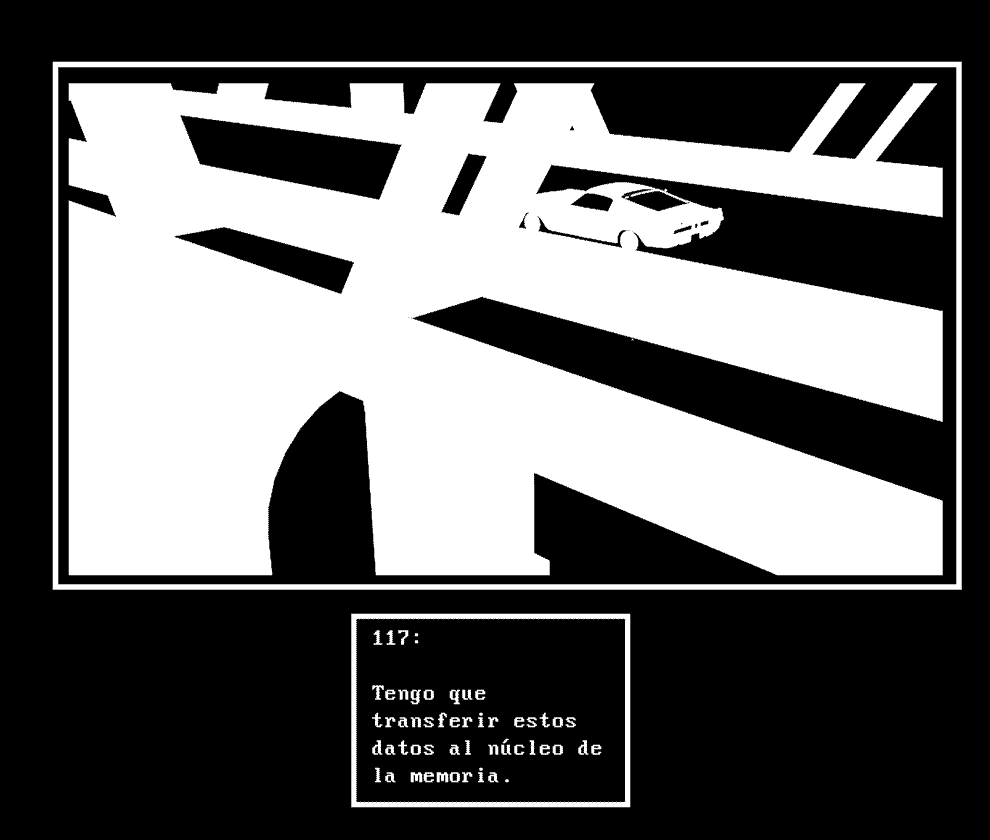 117:
Tengo que
transferir estos
datos al núcleo de
la memoria.